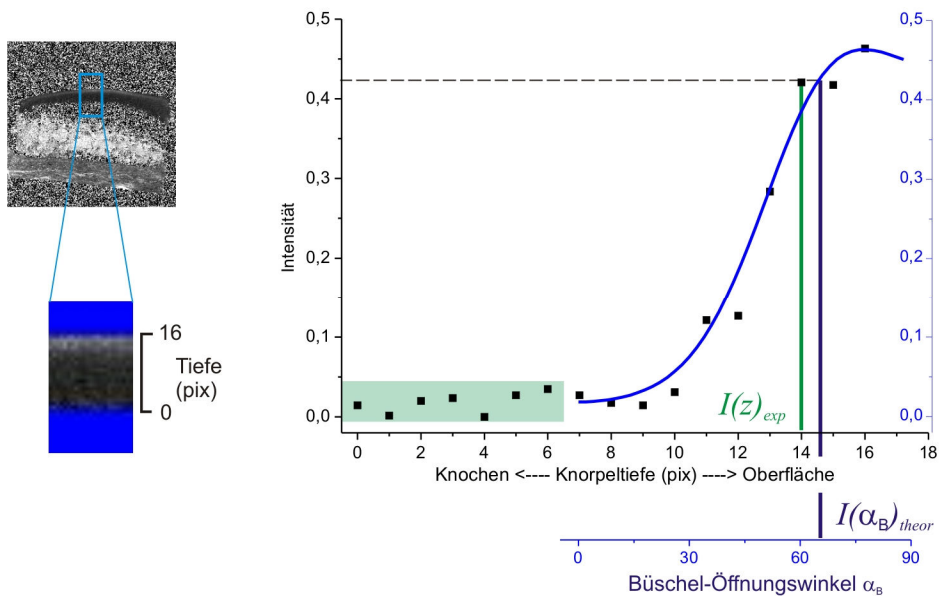 16
Tiefe
(pix)
0
Intensität
0,5
0,4
0,3
0,2
0,1
0,0
0,5
0,4
0,3
0,2
0,1
0,0
I(z)exp
0 2 4 6 8 10 12 14 16 18
Knochen <---- Knorpeltiefe (pix) ----> Oberfläche
I(αB)theor
0 30 60 90
Büschel-Öffnungswinkel αB